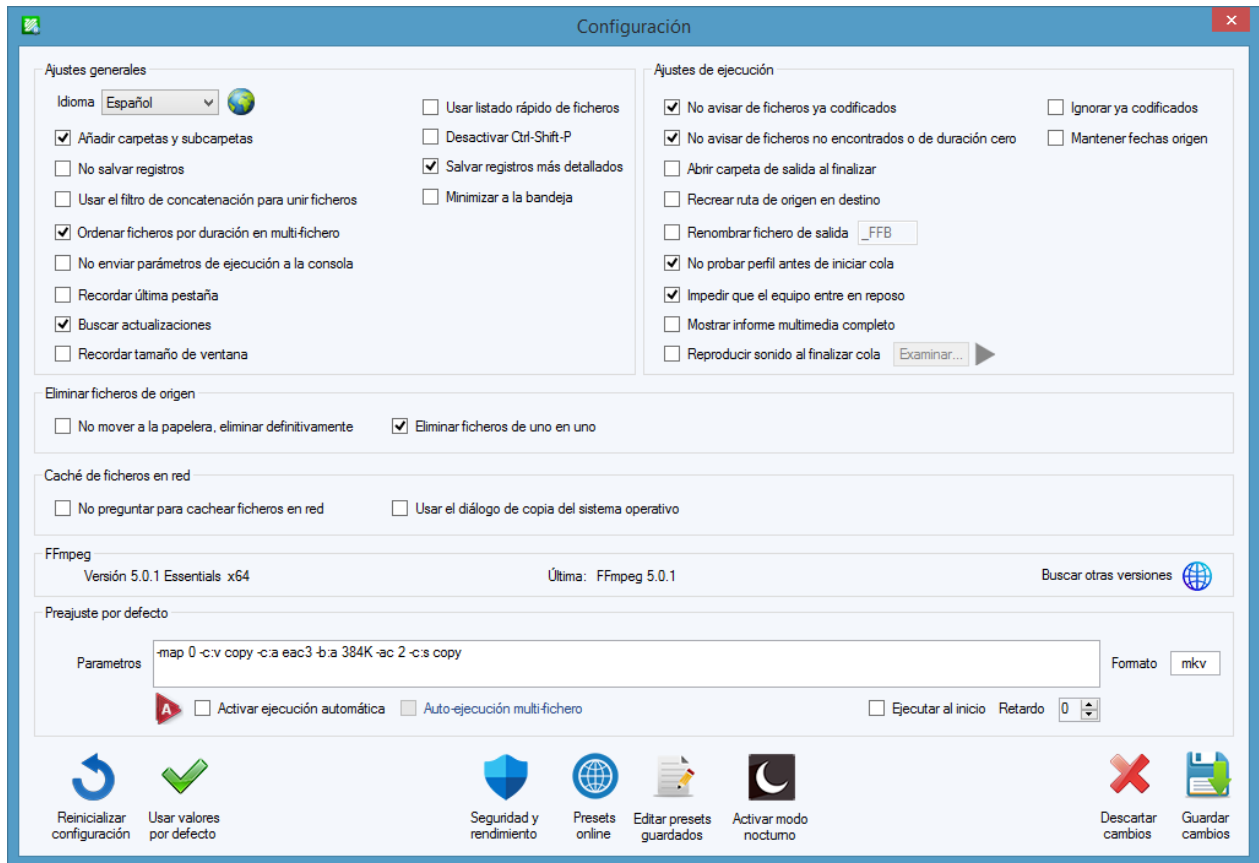 Configuración
Ajustes generales
Idioma Español
Añadir carpetas y subcarpetas
No salvar registros
Usar el filtro de concatenación para unir ficheros
Ordenar ficheros por duración en multi-fichero
No enviar parámetros de ejecución a la consola
Recordar última pestaña
Buscar actualizaciones
Recordar tamaño de ventana
Usar listado rápido de ficheros
Desactivar Ctrl-Shift-P
Salvar registros más detallados
Minimizar a la bandeja
Ajustes de ejecución
No avisar de ficheros ya codificados
No avisar de ficheros no encontrados o de duración cero
Abrir carpeta de salida al finalizar
Recrear ruta de origen en destino
Renombrar fichero de salida _FFB
No probar perfil antes de iniciar cola
Impedir que el equipo entre en reposo
Mostrar informe multimedia completo
Reproducir sonido al finalizar cola Examinar...
Ignorar ya codificados
Mantener fechas origen
Eliminar ficheros de origen
No mover a la papelera, eliminar definitivamente Eliminar ficheros de uno en uno
Caché de ficheros en red
No preguntar para cachear ficheros en red Usar el diálogo de copia del sistema operativo
FFmpeg
Versión 5.0.1 Essentials x64 Última: FFmpeg 5.0.1 Buscar otras versiones
Preajuste por defecto
Parametros -map 0 -c:v copy -c:a eac3 -b:a 384K -ac 2 -c:s copy Formato mkv
A Activar ejecución automática Auto-ejecución multi-fichero Ejecutar al inicio Retardo 0
Reinicializar
configuración
Usar valores
por defecto
Seguridad y
rendimiento
Presets
online
Editar presets
guardados
Activar modo
nocturno
Descartar
cambios
Guardar
cambios